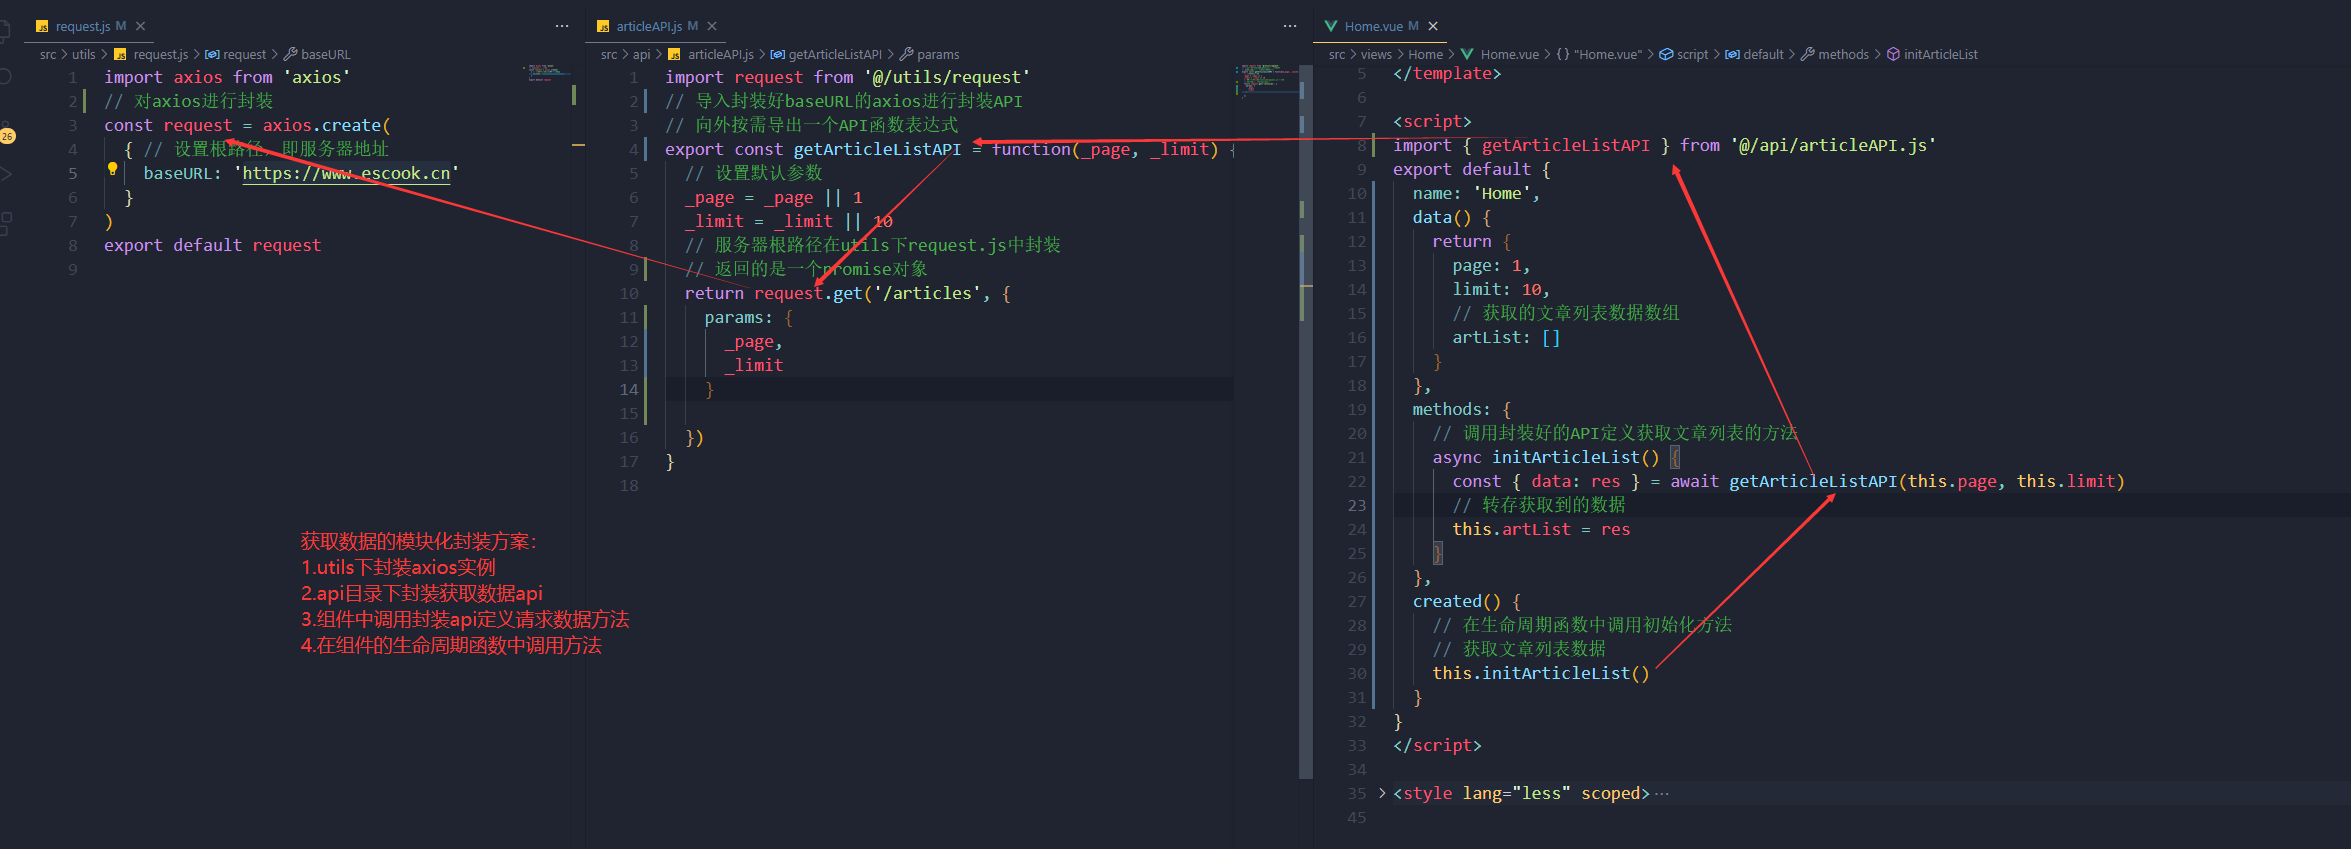 request.js M
src > utils > request.js > request > baseURL
1 import axios from 'axios'
2 // 对axios进行封装
3 const request = axios.create(
4 { // 设置根路径，即服务器地址
5 baseURL: 'https://www.escook.cn'
6 }
7 )
8 export default request
9
26
articleAPI.js M
src > api > articleAPI.js > getArticleListAPI > params
1 import request from '@/utils/request'
2 // 导入封装好baseURL的axios进行封装API
3 // 向外按需导出一个API函数表达式
4 export const getArticleListAPI = function(_page, _limit) {
5 // 设置默认参数
6 _page = _page || 1
7 _limit = _limit || 10
8 // 服务器根路径在utils下request.js中封装
9 // 返回的是一个promise对象
10 return request.get('/articles', {
11 params: {
12 _page,
13 _limit
14 }
15
16 })
17 }
18
获取数据的模块化封装方案：
1.utils下封装axios实例
2.api目录下封装获取数据api
3.组件中调用封装api定义请求数据方法
4.在组件的生命周期函数中调用方法
Home.vue M
src > views > Home > Home.vue > {} "Home.vue" > script > default > methods > initArticleList
5 </template>
6
7 <script>
8 import { getArticleListAPI } from '@/api/articleAPI.js'
9 export default {
10 name: 'Home',
11 data() {
12 return {
13 page: 1,
14 limit: 10,
15 // 获取的文章列表数据数组
16 artList: []
17 }
18 },
19 methods: {
20 // 调用封装好的API定义获取文章列表的方法
21 async initArticleList() {
22 const { data: res } = await getArticleListAPI(this.page, this.limit)
23 // 转存获取到的数据
24 this.artList = res
25 }
26 },
27 created() {
28 // 在生命周期函数中调用初始化方法
29 // 获取文章列表数据
30 this.initArticleList()
31 }
32 }
33 </script>
34
35 <style lang="less" scoped> ···
45